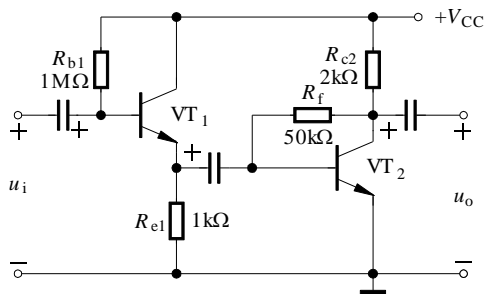 +V_CC
R_b1
1MΩ
R_c2
2kΩ
R_f
50kΩ
VT_1
VT_2
+
+
+
+
+
u_i
R_e1
1kΩ
u_o
−
−